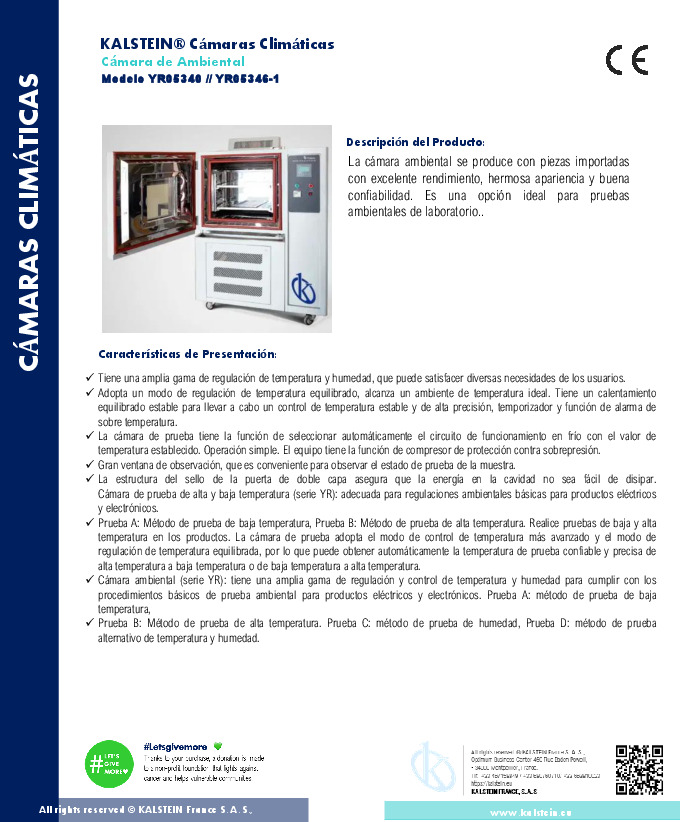 CÁMARAS CLIMÁTICAS
KALSTEIN® Cámaras Climáticas
Cámara de Ambiental
Modelo YR05340 // YR05346-1
CE
Descripción del Producto:
La cámara ambiental se produce con piezas importadas
con excelente rendimiento, hermosa apariencia y buena
confiabilidad. Es una opción ideal para pruebas
ambientales de laboratorio..
Características de Presentación:
✓ Tiene una amplia gama de regulación de temperatura y humedad, que puede satisfacer diversas necesidades de los usuarios.
✓ Adopta un modo de regulación de temperatura equilibrado, alcanza un ambiente de temperatura ideal. Tiene un calentamiento
equilibrado estable para llevar a cabo un control de temperatura estable y de alta precisión, temporizador y función de alarma de
sobre temperatura.
✓ La cámara de prueba tiene la función de seleccionar automáticamente el circuito de funcionamiento en frío con el valor de
temperatura establecido. Operación simple. El equipo tiene la función de compresor de protección contra sobrepresión.
✓ Gran ventana de observación, que es conveniente para observar el estado de prueba de la muestra.
✓ La estructura del sello de la puerta de doble capa asegura que la energía en la cavidad no sea fácil de disipar.
Cámara de prueba de alta y baja temperatura (serie YR): adecuada para regulaciones ambientales básicas para productos eléctricos
y electrónicos.
✓ Prueba A: Método de prueba de baja temperatura, Prueba B: Método de prueba de alta temperatura. Realice pruebas de baja y alta
temperatura en los productos. La cámara de prueba adopta el modo de control de temperatura más avanzado y el modo de
regulación de temperatura equilibrada, por lo que puede obtener automáticamente la temperatura de prueba confiable y precisa de
alta temperatura a baja temperatura o de baja temperatura a alta temperatura.
✓ Cámara ambiental (serie YR): tiene una amplia gama de regulación y control de temperatura y humedad para cumplir con los
procedimientos básicos de prueba ambiental para productos eléctricos y electrónicos. Prueba A: método de prueba de baja
temperatura,
✓ Prueba B: Método de prueba de alta temperatura. Prueba C: método de prueba de humedad, Prueba D: método de prueba
alternativo de temperatura y humedad.
# LET'S
GIVE
MORE
#Letsgivemore
Thanks to your purchase, a donation is made
to a non-profit foundation that fights against
cancer and helps vulnerable communities
All rights reserved ® KALSTEIN France S. A. S.,
Optimum Business Center 450 Rue Baden Powell,
• 34000 Montpellier, France.
https://kalstein.eu
KALSTEIN FRANCE, S.A.S
All rights reserved © KALSTEIN France S.A.S.,
www.kalstein.eu